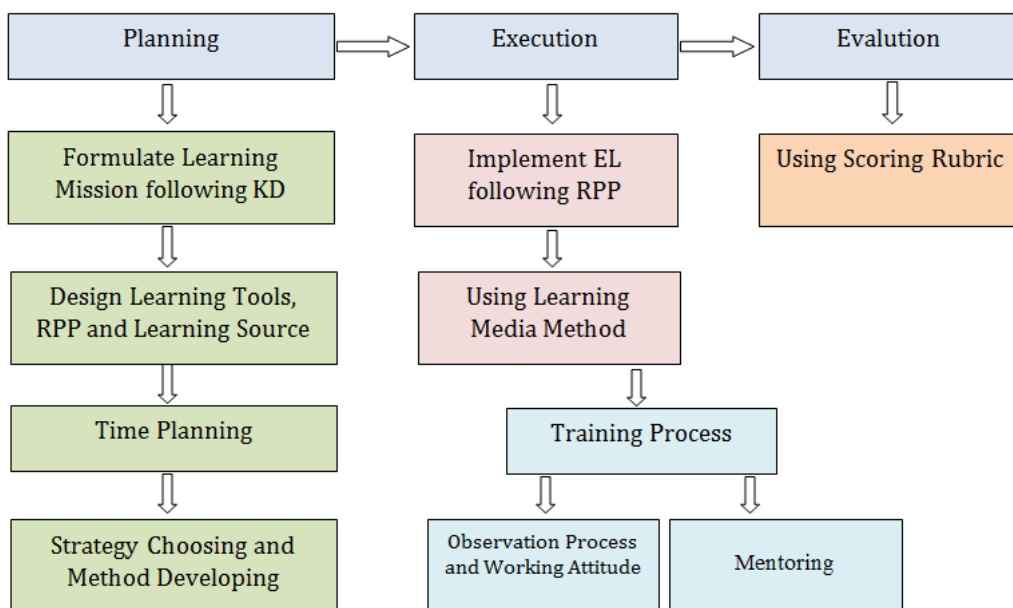 Planning
Execution
Evalution
Formulate Learning
Mission following KD
Implement EL
following RPP
Using Scoring Rubric
Design Learning Tools,
RPP and Learning Source
Using Learning
Media Method
Time Planning
Training Process
Strategy Choosing and
Method Developing
Observation Process
and Working Attitude
Mentoring